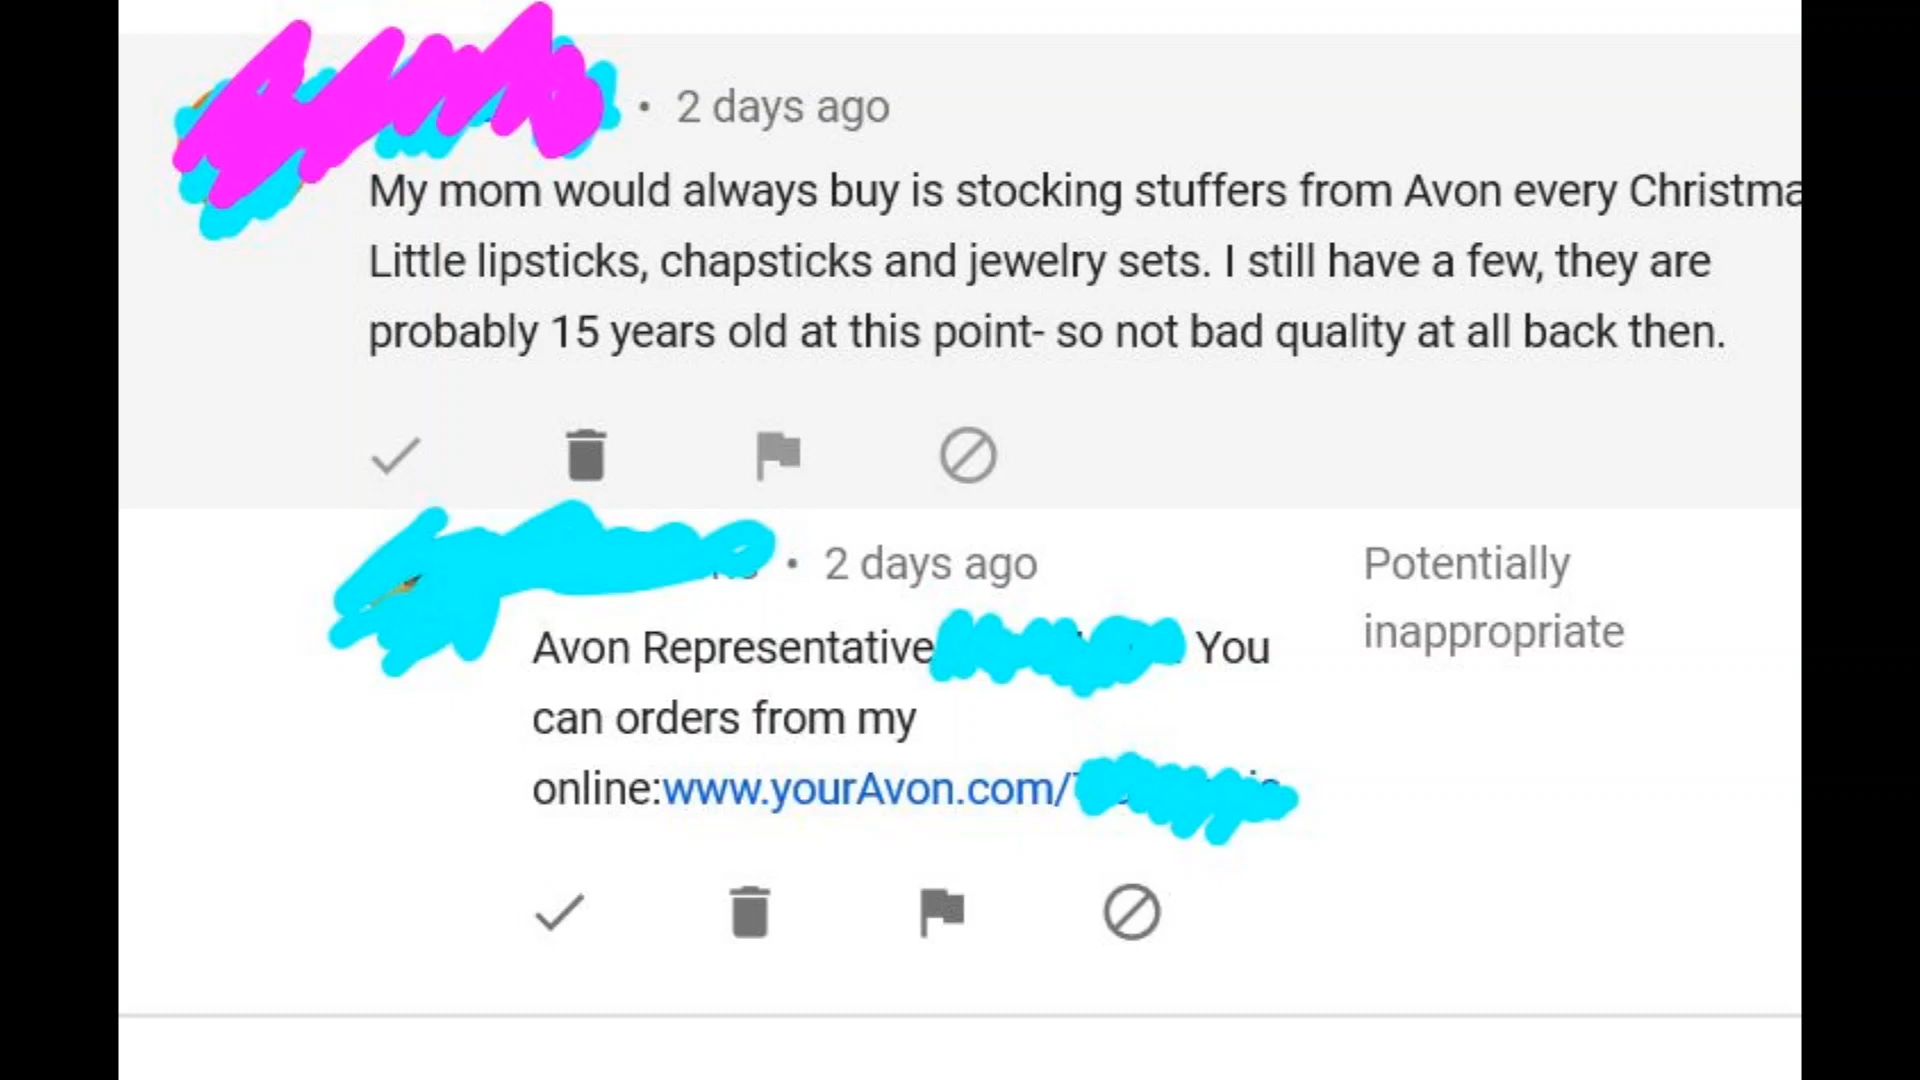 • 2 days ago
My mom would always buy is stocking stuffers from Avon every Christma
Little lipsticks, chapsticks and jewelry sets. I still have a few, they are
probably 15 years old at this point- so not bad quality at all back then.
• 2 days ago
Potentially
inappropriate
Avon Representative You
can orders from my
online:www.yourAvon.com/